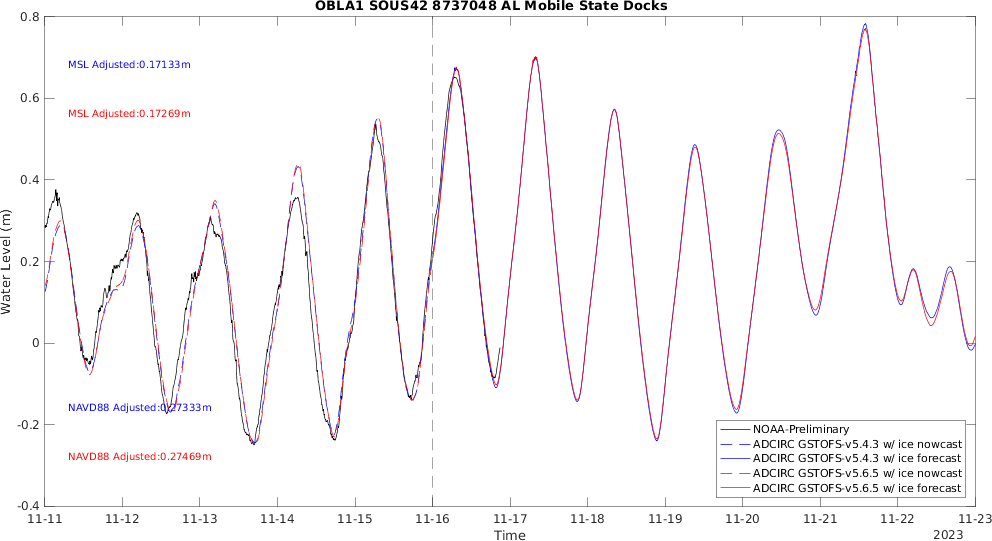 OBLA1 SOUS42 8737048 AL Mobile State Docks
0.8
0.6
0.4
0.2
0
-0.2
-0.4
Water Level (m)
MSL Adjusted:0.17133m
MSL Adjusted:0.17269m
NAVD88 Adjusted:0.27333m
NAVD88 Adjusted:0.27469m
NOAA-Preliminary
ADCIRC GSTOFS-v5.4.3 w/ ice nowcast
ADCIRC GSTOFS-v5.4.3 w/ ice forecast
ADCIRC GSTOFS-v5.6.5 w/ ice nowcast
ADCIRC GSTOFS-v5.6.5 w/ ice forecast
11-11 11-12 11-13 11-14 11-15 11-16 11-17 11-18 11-19 11-20 11-21 11-22 11-23
Time
2023